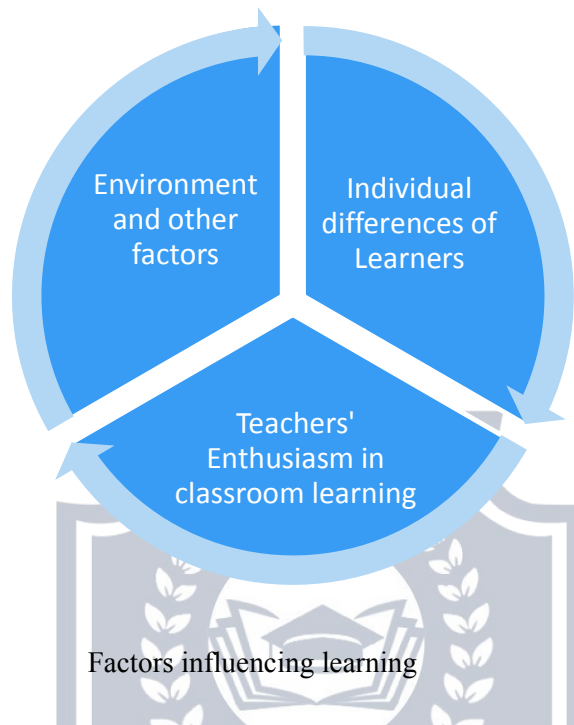 Environment
and other
factors
Individual
differences of
Learners
Teachers'
Enthusiasm in
classroom learning
Factors influencing learning